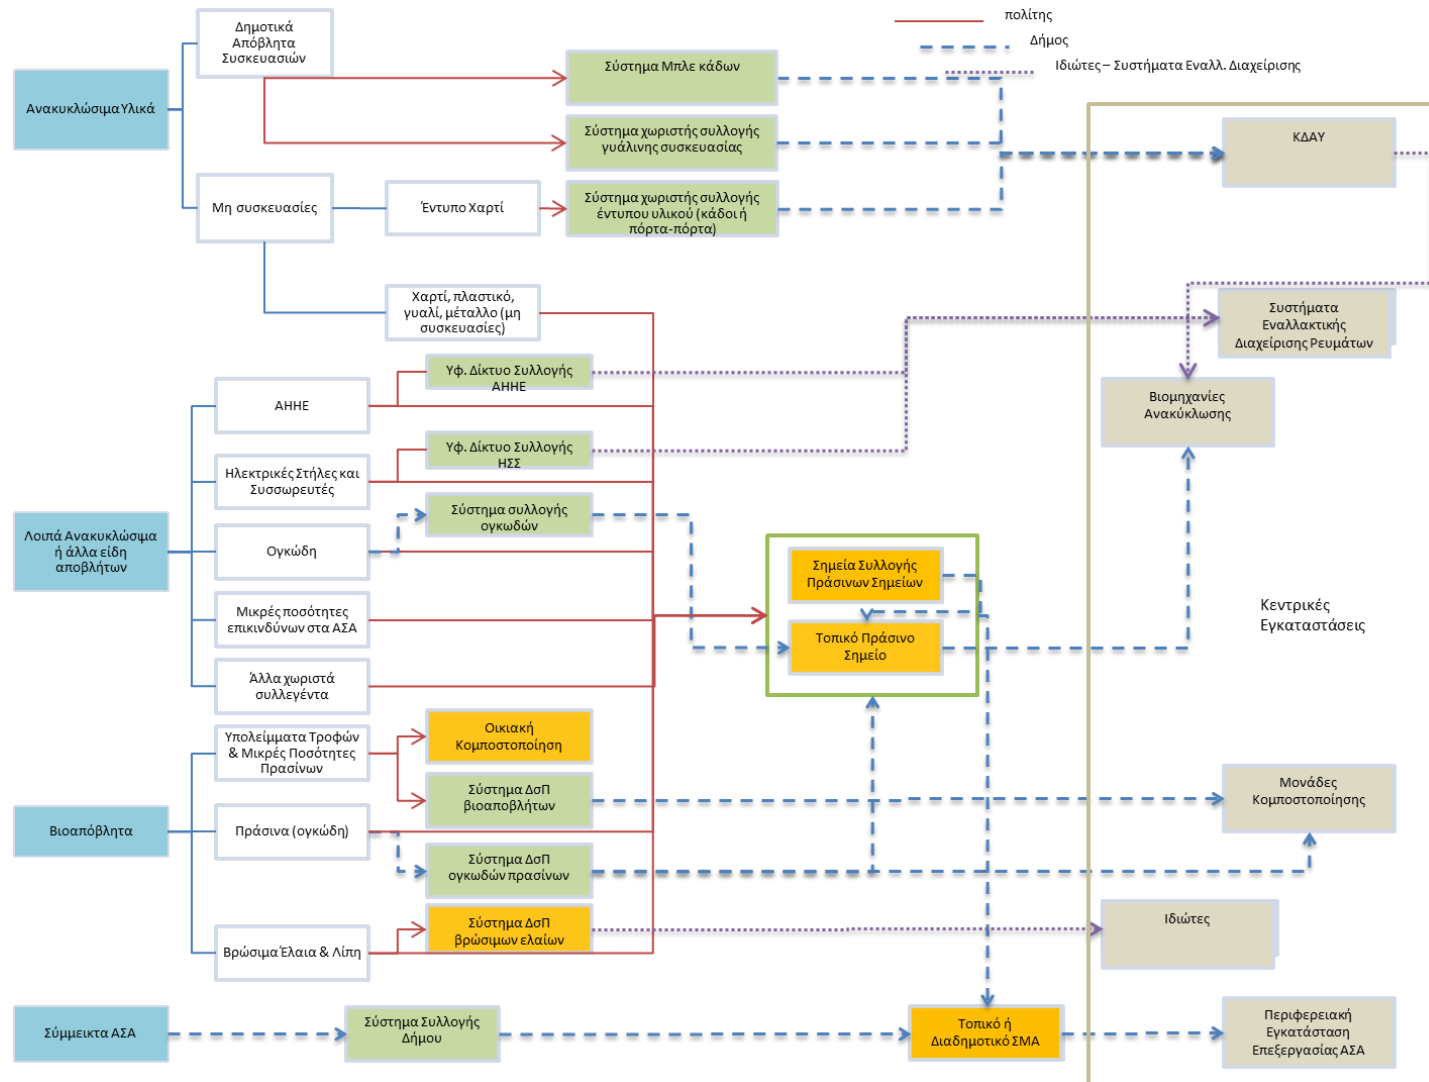 πολίτης
Δήμος
Ιδιώτες – Συστήματα Εναλλ. Διαχείρισης
Δημοτικά
Απόβλητα
Συσκευασιών
Ανακυκλώσιμα Υλικά
Σύστημα Μπλε κάδων
Σύστημα χωριστής συλλογής
γυάλινης συσκευασίας
ΚΔΑΥ
Μη συσκευασίες
Έντυπο Χαρτί
Σύστημα χωριστής συλλογής
έντυπου υλικού (κάδοι ή
πόρτα-πόρτα)
Χαρτί, πλαστικό,
γυαλί, μέταλλο (μη
συσκευασίες)
Συστήματα
Εναλλακτικής
Διαχείρισης Ρευμάτων
Υφ. Δίκτυο Συλλογής
ΑΗΗΕ
ΑΗΗΕ
Βιομηχανίες
Ανακύκλωσης
Υφ. Δίκτυο Συλλογής
ΗΣΣ
Ηλεκτρικές Στήλες και
Συσσωρευτές
Σύστημα συλλογής
ογκωδών
Λοιπά Ανακυκλώσιμα
ή άλλα είδη
αποβλήτων
Ογκώδη
Σημεία Συλλογής
Πράσινων Σημείων
Μικρές ποσότητες
επικινδύνων στα ΑΣΑ
Τοπικό Πράσινο
Σημείο
Κεντρικές
Εγκαταστάσεις
Άλλα χωριστά
συλλεγέντα
Υπολείμματα Τροφών
& Μικρές Ποσότητες
Πρασίνων
Οικιακή
Κομποστοποίηση
Σύστημα ΔσΠ
βιοαποβλήτων
Μονάδες
Κομποστοποίησης
Βιοαπόβλητα
Πράσινα (ογκώδη)
Σύστημα ΔσΠ
ογκωδών πρασίνων
Σύστημα ΔσΠ
βρώσιμων ελαίων
Ιδιώτες
Βρώσιμα Έλαια & Λίπη
Σύμμεικτα ΑΣΑ
Σύστημα Συλλογής
Δήμου
Τοπικό ή
Διαδημοτικό ΣΜΑ
Περιφερειακή
Εγκατάσταση
Επεξεργασίας ΑΣΑ